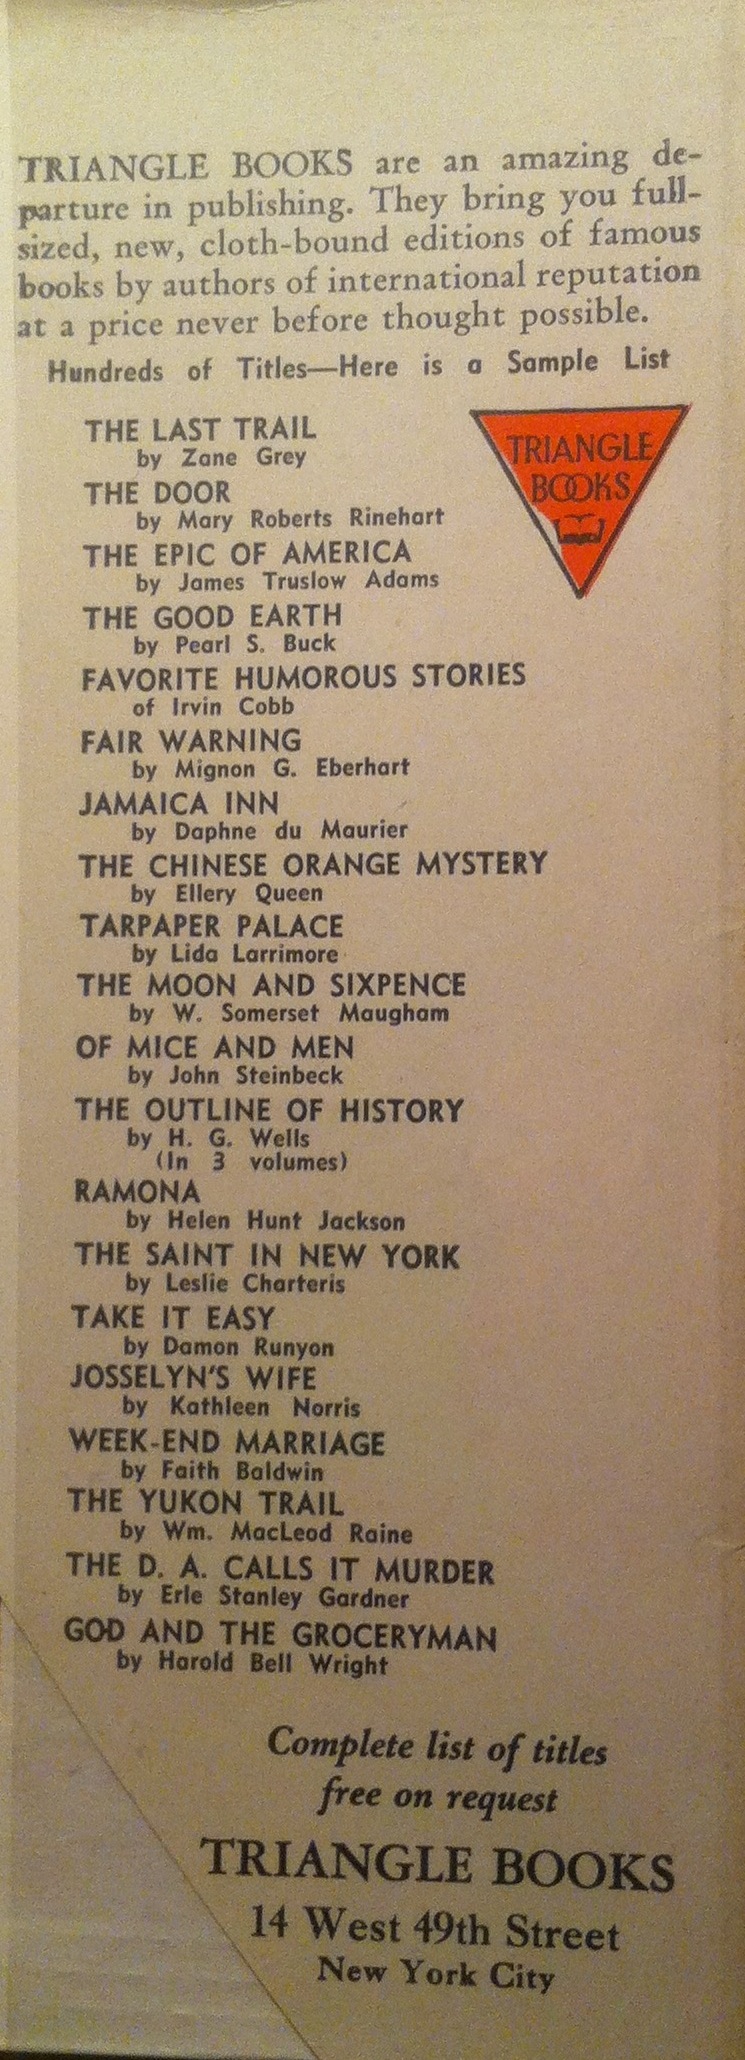 TRIANGLE BOOKS are an amazing de-
parture in publishing. They bring you full-
sized, new, cloth-bound editions of famous
books by authors of international reputation
at a price never before thought possible.
Hundreds of Titles—Here is a Sample List
TRIANGLE
BOOKS
THE LAST TRAIL
by Zane Grey
THE DOOR
by Mary Roberts Rinehart
THE EPIC OF AMERICA
by James Truslow Adams
THE GOOD EARTH
by Pearl S. Buck
FAVORITE HUMOROUS STORIES
of Irvin Cobb
FAIR WARNING
by Mignon G. Eberhart
JAMAICA INN
by Daphne du Maurier
THE CHINESE ORANGE MYSTERY
by Ellery Queen
TARPAPER PALACE
by Lida Larrimore
THE MOON AND SIXPENCE
by W. Somerset Maugham
OF MICE AND MEN
by John Steinbeck
THE OUTLINE OF HISTORY
by H. G. Wells
(In 3 volumes)
RAMONA
by Helen Hunt Jackson
THE SAINT IN NEW YORK
by Leslie Charteris
TAKE IT EASY
by Damon Runyon
JOSSELYN'S WIFE
by Kathleen Norris
WEEK-END MARRIAGE
by Faith Baldwin
THE YUKON TRAIL
by Wm. MacLeod Raine
THE D. A. CALLS IT MURDER
by Erle Stanley Gardner
GOD AND THE GROCERYMAN
by Harold Bell Wright
Complete list of titles
free on request
TRIANGLE BOOKS
14 West 49th Street
New York City